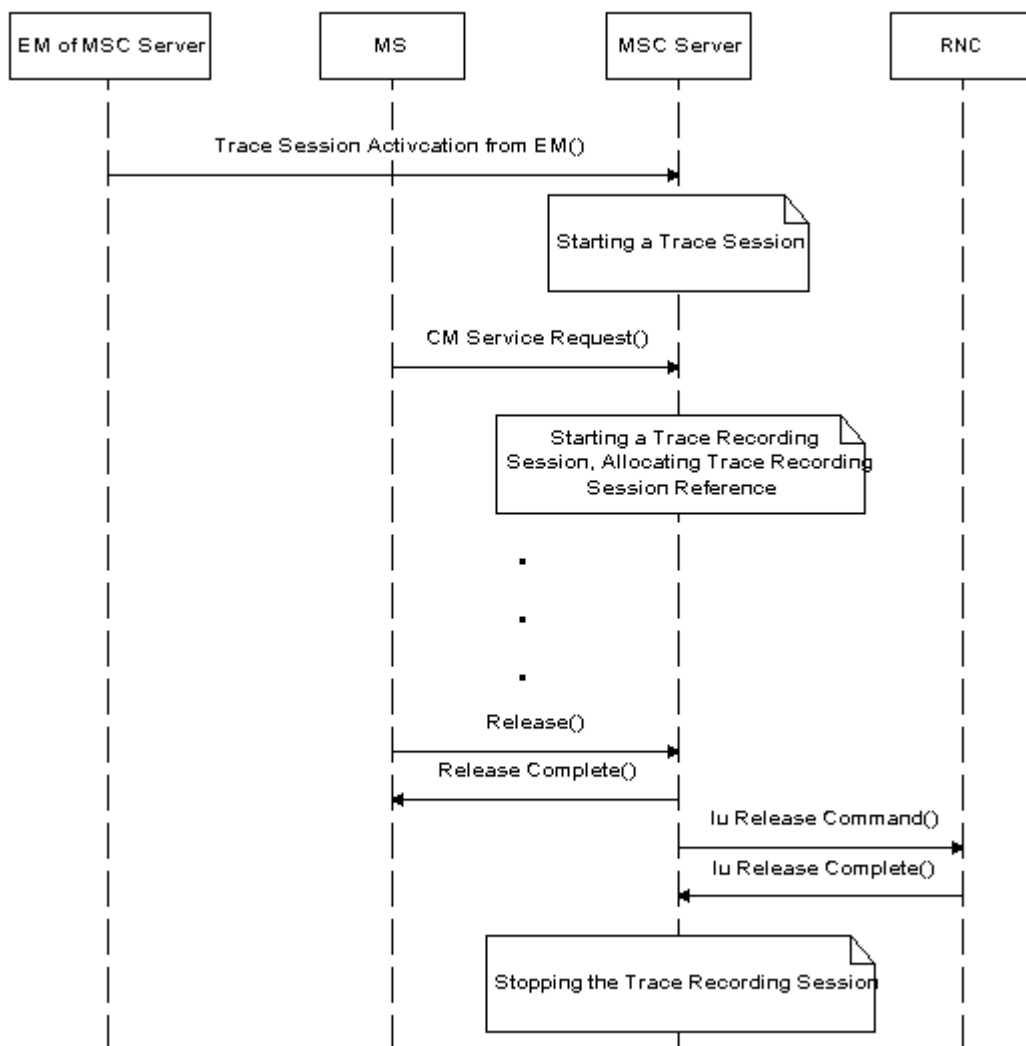 EM of MSC Server
MS
MSC Server
RNC
Trace Session Activcation from EM()
Starting a Trace Session
CM Service Request()
Starting a Trace Recording
Session, Allocating Trace Recording
Session Reference
Release()
Release Complete()
Iu Release Command()
Iu Release Complete()
Stopping the Trace Recording Session